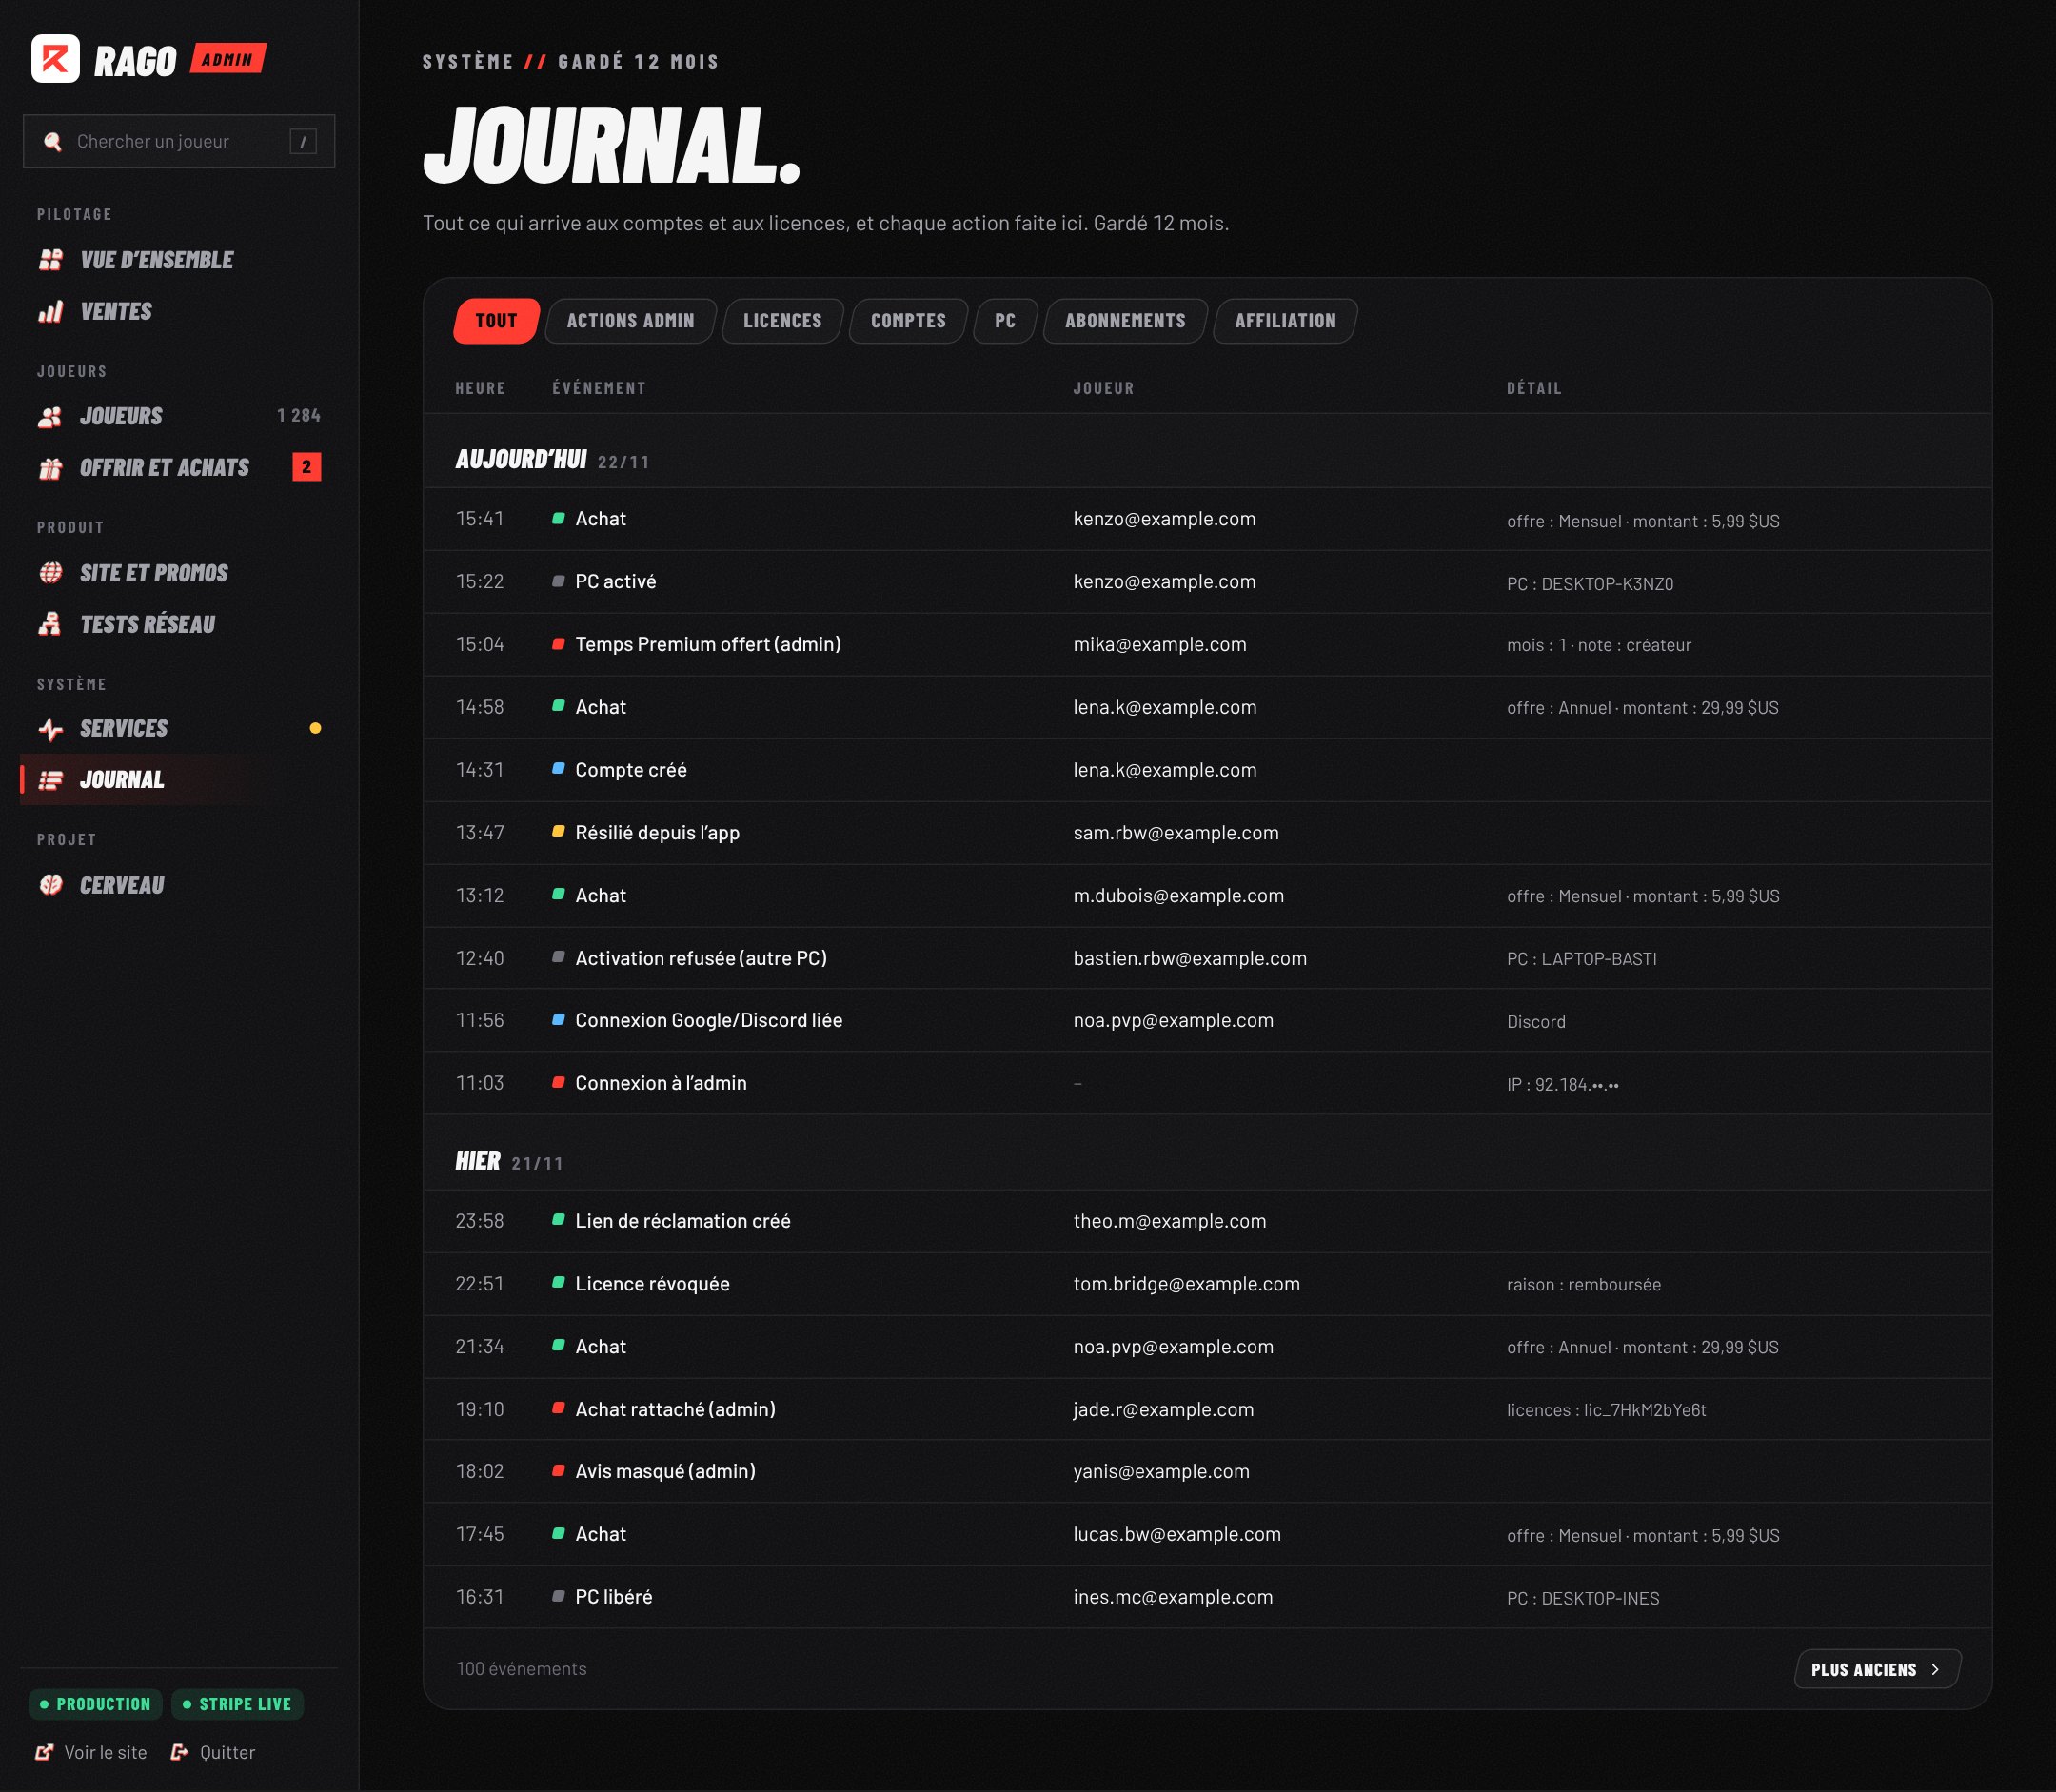 RAGO ADMIN
Chercher un joueur /
PILOTAGE
VUE D’ENSEMBLE
VENTES
JOUEURS
JOUEURS 1 284
OFFRIR ET ACHATS 2
PRODUIT
SITE ET PROMOS
TESTS RÉSEAU
SYSTÈME
SERVICES
JOURNAL
PROJET
CERVEAU
PRODUCTION STRIPE LIVE
Voir le site Quitter
SYSTÈME // GARDÉ 12 MOIS
JOURNAL.
Tout ce qui arrive aux comptes et aux licences, et chaque action faite ici. Gardé 12 mois.
TOUT ACTIONS ADMIN LICENCES COMPTES PC ABONNEMENTS AFFILIATION
HEURE ÉVÉNEMENT JOUEUR DÉTAIL
AUJOURD’HUI 22/11
15:41 Achat kenzo@example.com offre : Mensuel · montant : 5,99 $US
15:22 PC activé kenzo@example.com PC : DESKTOP-K3NZ0
15:04 Temps Premium offert (admin) mika@example.com mois : 1 · note : créateur
14:58 Achat lena.k@example.com offre : Annuel · montant : 29,99 $US
14:31 Compte créé lena.k@example.com
13:47 Résilié depuis l’app sam.rbw@example.com
13:12 Achat m.dubois@example.com offre : Mensuel · montant : 5,99 $US
12:40 Activation refusée (autre PC) bastien.rbw@example.com PC : LAPTOP-BASTI
11:56 Connexion Google/Discord liée noa.pvp@example.com Discord
11:03 Connexion à l’admin – IP : 92.184.••.••
HIER 21/11
23:58 Lien de réclamation créé theo.m@example.com
22:51 Licence révoquée tom.bridge@example.com raison : remboursée
21:34 Achat noa.pvp@example.com offre : Annuel · montant : 29,99 $US
19:10 Achat rattaché (admin) jade.r@example.com licences : lic_7HkM2bYe6t
18:02 Avis masqué (admin) yanis@example.com
17:45 Achat lucas.bw@example.com offre : Mensuel · montant : 5,99 $US
16:31 PC libéré ines.mc@example.com PC : DESKTOP-INES
100 événements PLUS ANCIENS